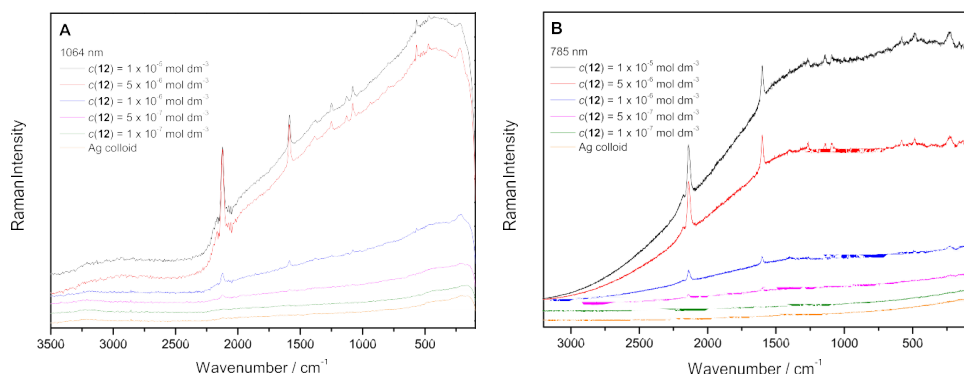 A
1064 nm
c(12) = 1 x 10⁻⁵ mol dm⁻³
c(12) = 5 x 10⁻⁶ mol dm⁻³
c(12) = 1 x 10⁻⁶ mol dm⁻³
c(12) = 5 x 10⁻⁷ mol dm⁻³
c(12) = 1 x 10⁻⁷ mol dm⁻³
Ag colloid
Raman Intensity
3500 3000 2500 2000 1500 1000 500
Wavenumber / cm⁻¹
B
785 nm
c(12) = 1 x 10⁻⁵ mol dm⁻³
c(12) = 5 x 10⁻⁶ mol dm⁻³
c(12) = 1 x 10⁻⁶ mol dm⁻³
c(12) = 5 x 10⁻⁷ mol dm⁻³
c(12) = 1 x 10⁻⁷ mol dm⁻³
Ag colloid
Raman Intensity
3000 2500 2000 1500 1000 500
Wavenumber / cm⁻¹